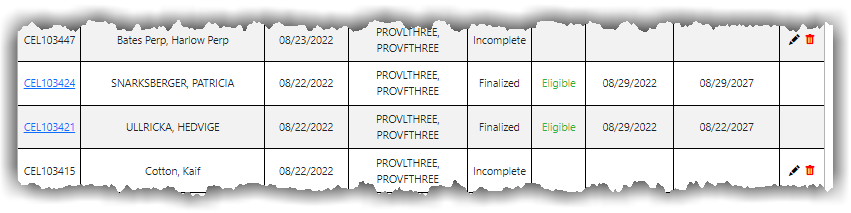 CEL103447 Bates Perp, Harlow Perp 08/23/2022 PROVLTHREE, PROVFTHREE Incomplete
CEL103424 SNARKSBERGER, PATRICIA 08/22/2022 PROVLTHREE, PROVFTHREE Finalized Eligible 08/29/2022 08/29/2027
CEL103421 ULLRICKA, HEDVIGE 08/22/2022 PROVLTHREE, PROVFTHREE Finalized Eligible 08/29/2022 08/22/2027
CEL103415 Cotton, Kaif 08/22/2022 PROVLTHREE, PROVFTHREE Incomplete